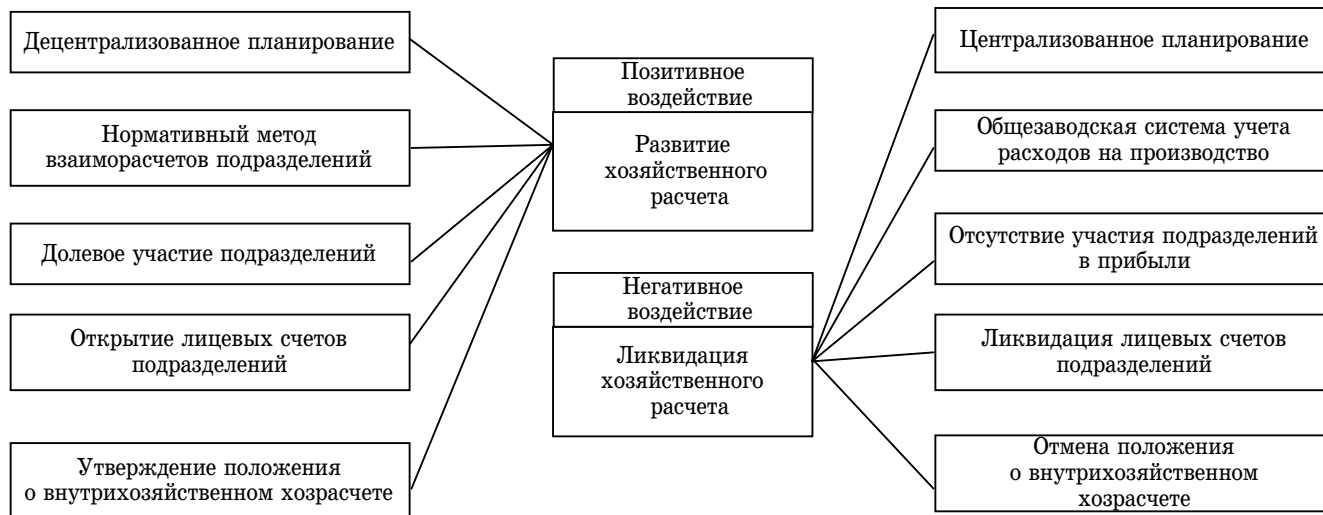 Децентрализованное планирование
Нормативный метод
взаиморасчетов подразделений
Долевое участие подразделений
Открытие лицевых счетов
подразделений
Утверждение положения
о внутрихозяйственном хозрасчете
Позитивное
воздействие
Развитие
хозяйственного
расчета
Негативное
воздействие
Ликвидация
хозяйственного
расчета
Централизованное планирование
Общезаводская система учета
расходов на производство
Отсутствие участия подразделений
в прибыли
Ликвидация лицевых счетов
подразделений
Отмена положения
о внутрихозяйственном
хозрасчете